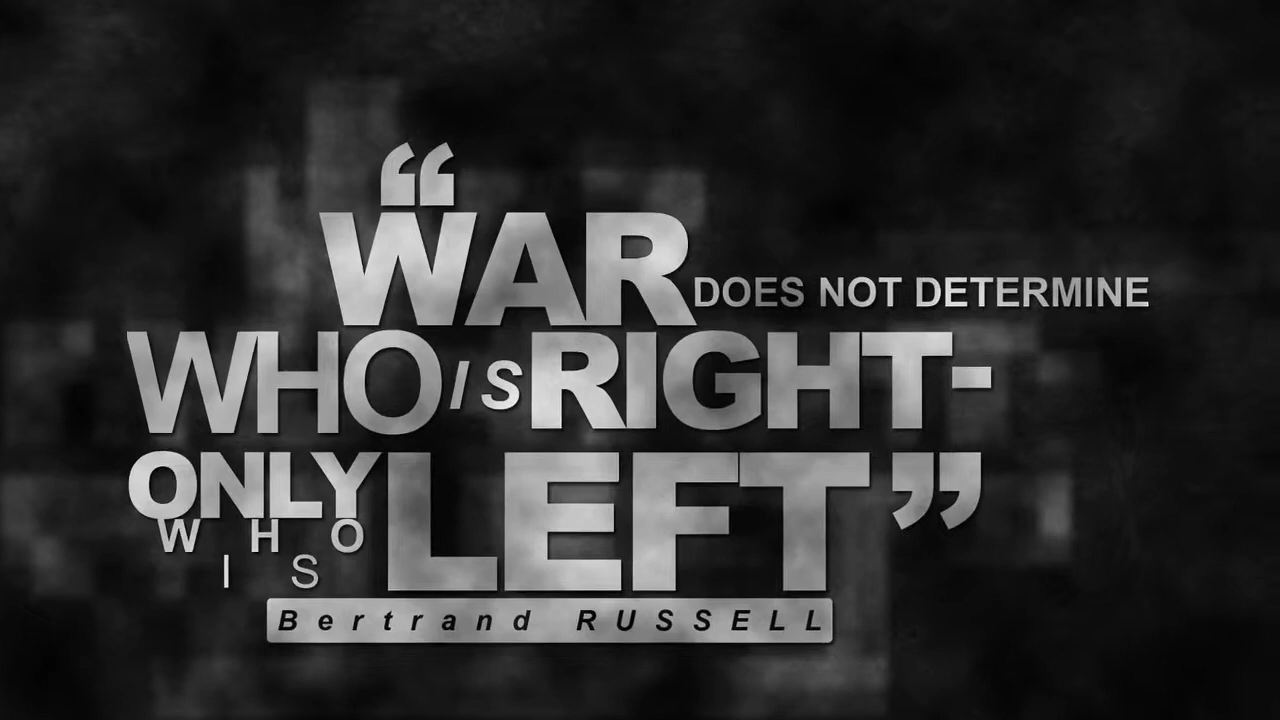 “WAR DOES NOT DETERMINE
WHO IS RIGHT-
ONLY WHO IS LEFT”
Bertrand RUSSELL